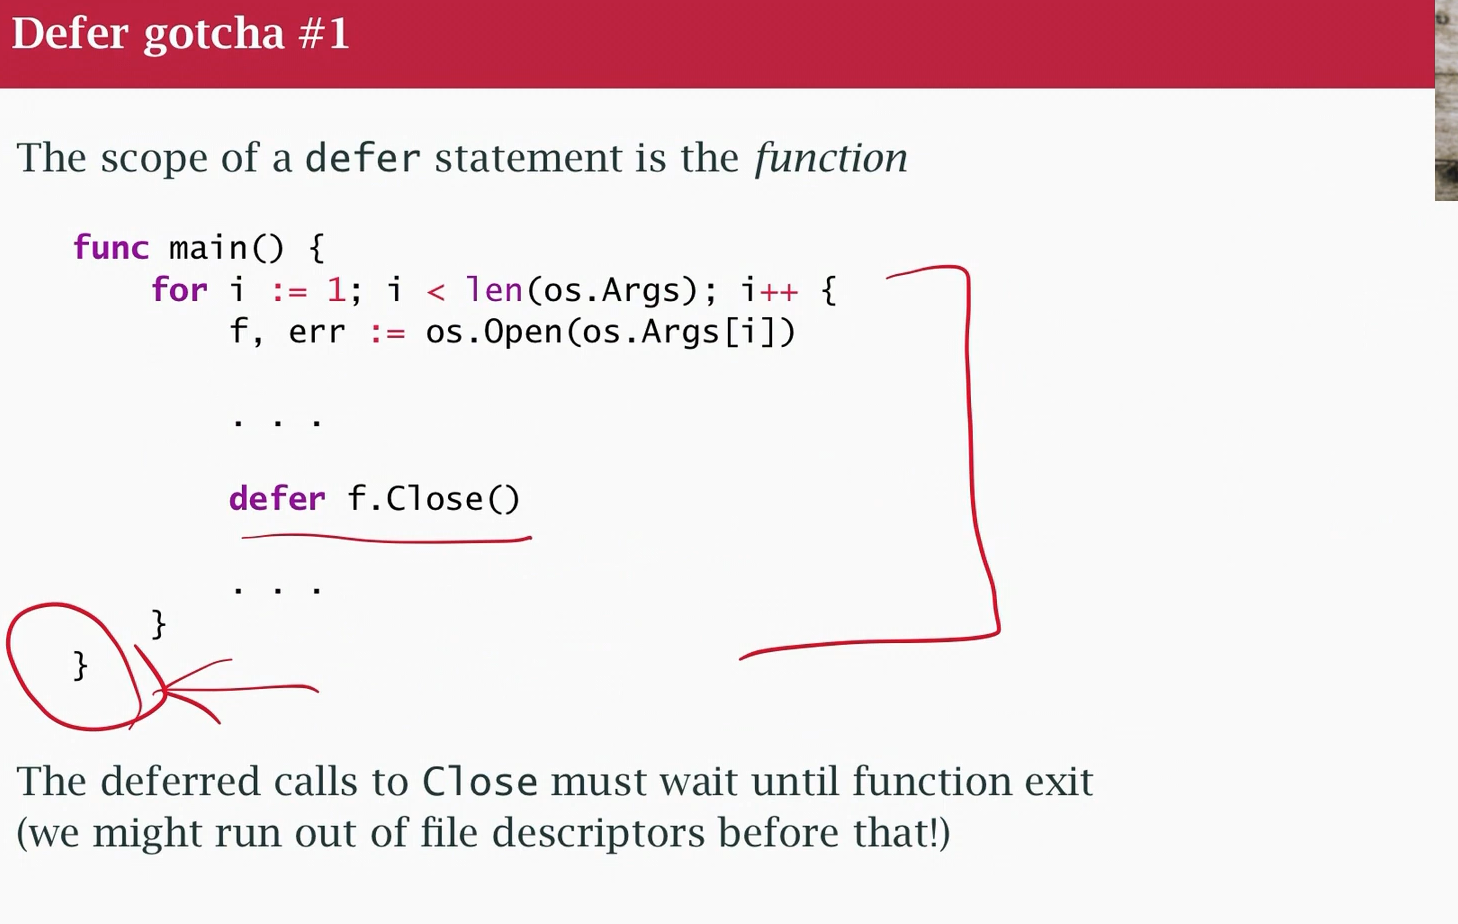 Defer gotcha #1
The scope of a defer statement is the function
func main() {
for i := 1; i < len(os.Args); i++ {
f, err := os.Open(os.Args[i])
. . .
defer f.Close()
. . .
}
}
The deferred calls to Close must wait until function exit
(we might run out of file descriptors before that!)